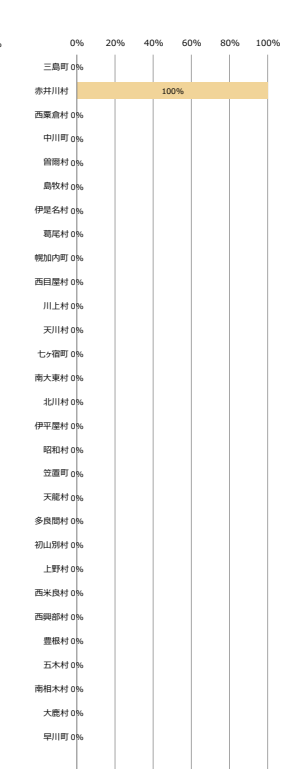 % 0% 20% 40% 60% 80% 100%
三島町 0%
赤井川村 100%
西粟倉村 0%
中川町 0%
曽爾村 0%
島牧村 0%
伊是名村 0%
葛尾村 0%
幌加内町 0%
西目屋村 0%
川上村 0%
天川村 0%
七ヶ宿町 0%
南大東村 0%
北川村 0%
伊平屋村 0%
昭和村 0%
笠置町 0%
天龍村 0%
多良間村 0%
初山別村 0%
上野村 0%
西米良村 0%
西興部村 0%
豊根村 0%
五木村 0%
南相木村 0%
大鹿村 0%
早川町 0%